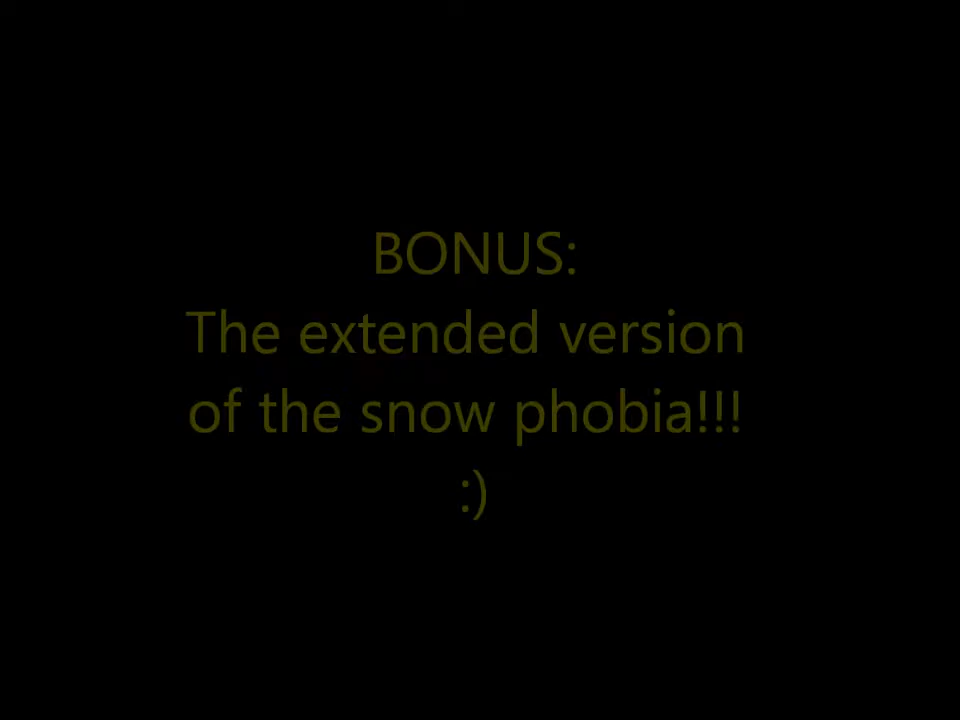 BONUS:
The extended version
of the snow phobia!!!
:)